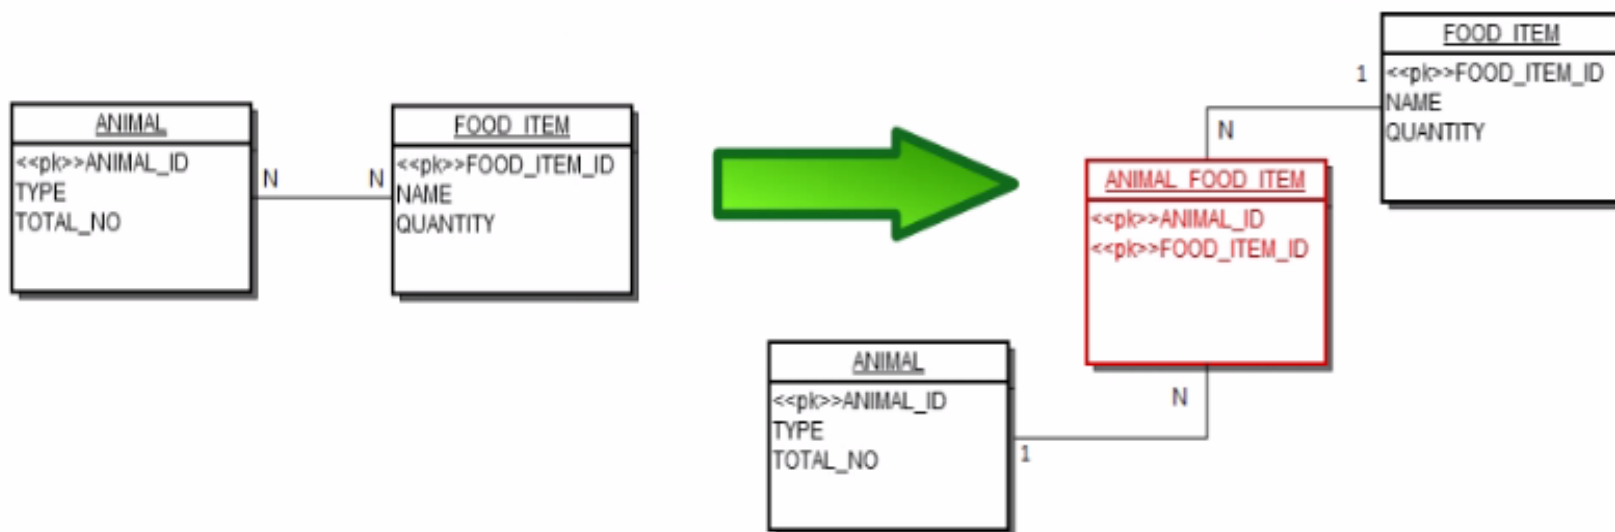 ANIMAL
<<pk>>ANIMAL_ID
TYPE
TOTAL_NO
N
N
FOOD_ITEM
<<pk>>FOOD_ITEM_ID
NAME
QUANTITY
FOOD_ITEM
<<pk>>FOOD_ITEM_ID
NAME
QUANTITY
1
N
ANIMAL_FOOD_ITEM
<<pk>>ANIMAL_ID
<<pk>>FOOD_ITEM_ID
N
1
ANIMAL
<<pk>>ANIMAL_ID
TYPE
TOTAL_NO